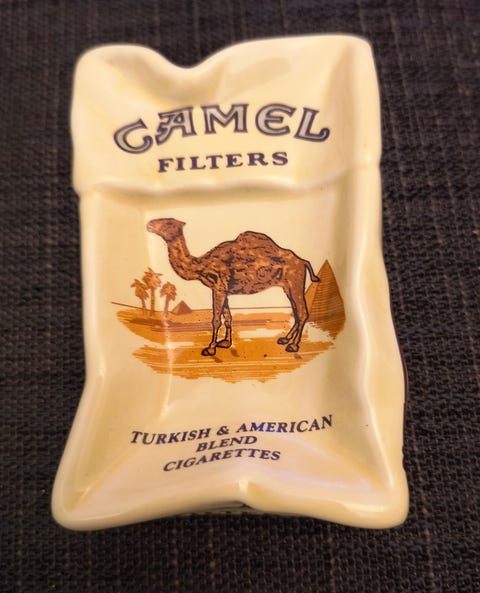 CAMEL
FILTERS
TURKISH & AMERICAN
BLEND
CIGARETTES